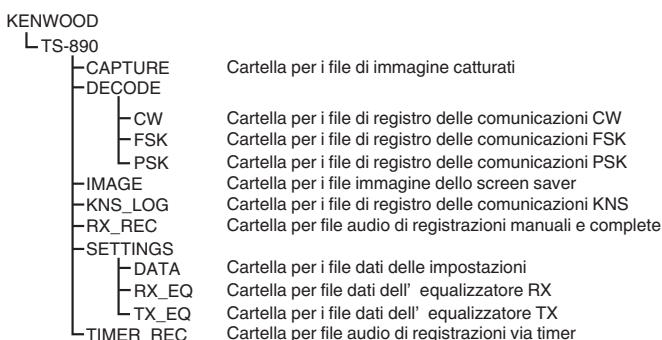 KENWOOD
TS-890
CAPTURE Cartella per i file di immagine catturati
DECODE
CW Cartella per i file di registro delle comunicazioni CW
FSK Cartella per i file di registro delle comunicazioni FSK
PSK Cartella per i file di registro delle comunicazioni PSK
IMAGE Cartella per i file immagine dello screen saver
KNS_LOG Cartella per i file di registro delle comunicazioni KNS
RX_REC Cartella per file audio di registrazioni manuali e complete
SETTINGS
DATA Cartella per i file dati delle impostazioni
RX_EQ Cartella per file dati dell' equalizzatore RX
TX_EQ Cartella per i file dati dell' equalizzatore TX
TIMER_REC Cartella per file audio di registrazioni via timer